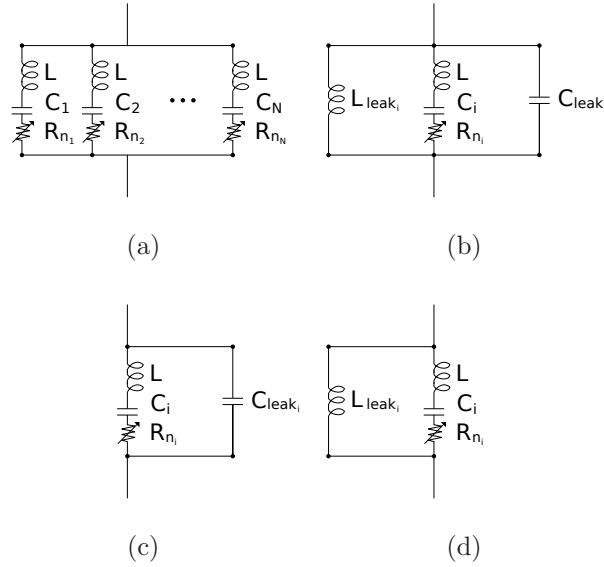 L L L
C1 C2 ... CN
Rn1 Rn2 RnN
(a)
L
Lleaki Ci Cleak
Rni
(b)
L
Ci Cleaki
Rni
(c)
L
Lleaki Ci
Rni
(d)